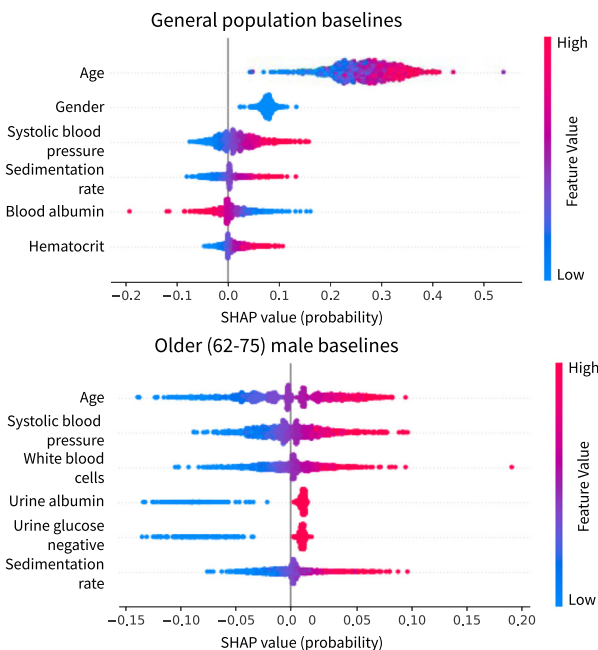 General population baselines
High
Age
Gender
Systolic blood
pressure
Sedimentation
rate
Blood albumin
Hematocrit
Feature Value
Low
−0.2 −0.1 0.0 0.1 0.2 0.3 0.4 0.5
SHAP value (probability)
Older (62-75) male baselines
High
Age
Systolic blood
pressure
White blood
cells
Urine albumin
Urine glucose
negative
Sedimentation
rate
Feature Value
Low
−0.15 −0.10 −0.05 0.0 0 0.05 0.10 0.15 0,20
SHAP value (probability)